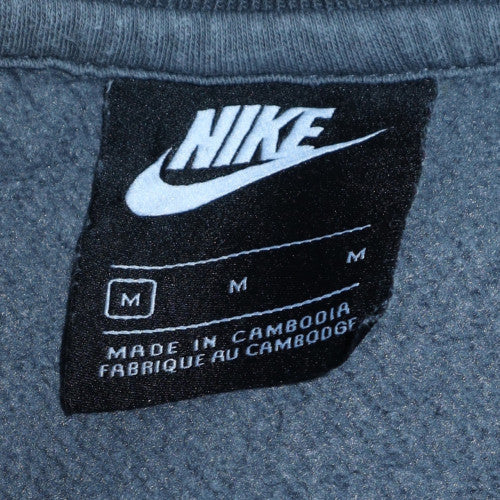 NIKE
M M M
MADE IN CAMBODIA
FABRIQUE AU CAMBODGE